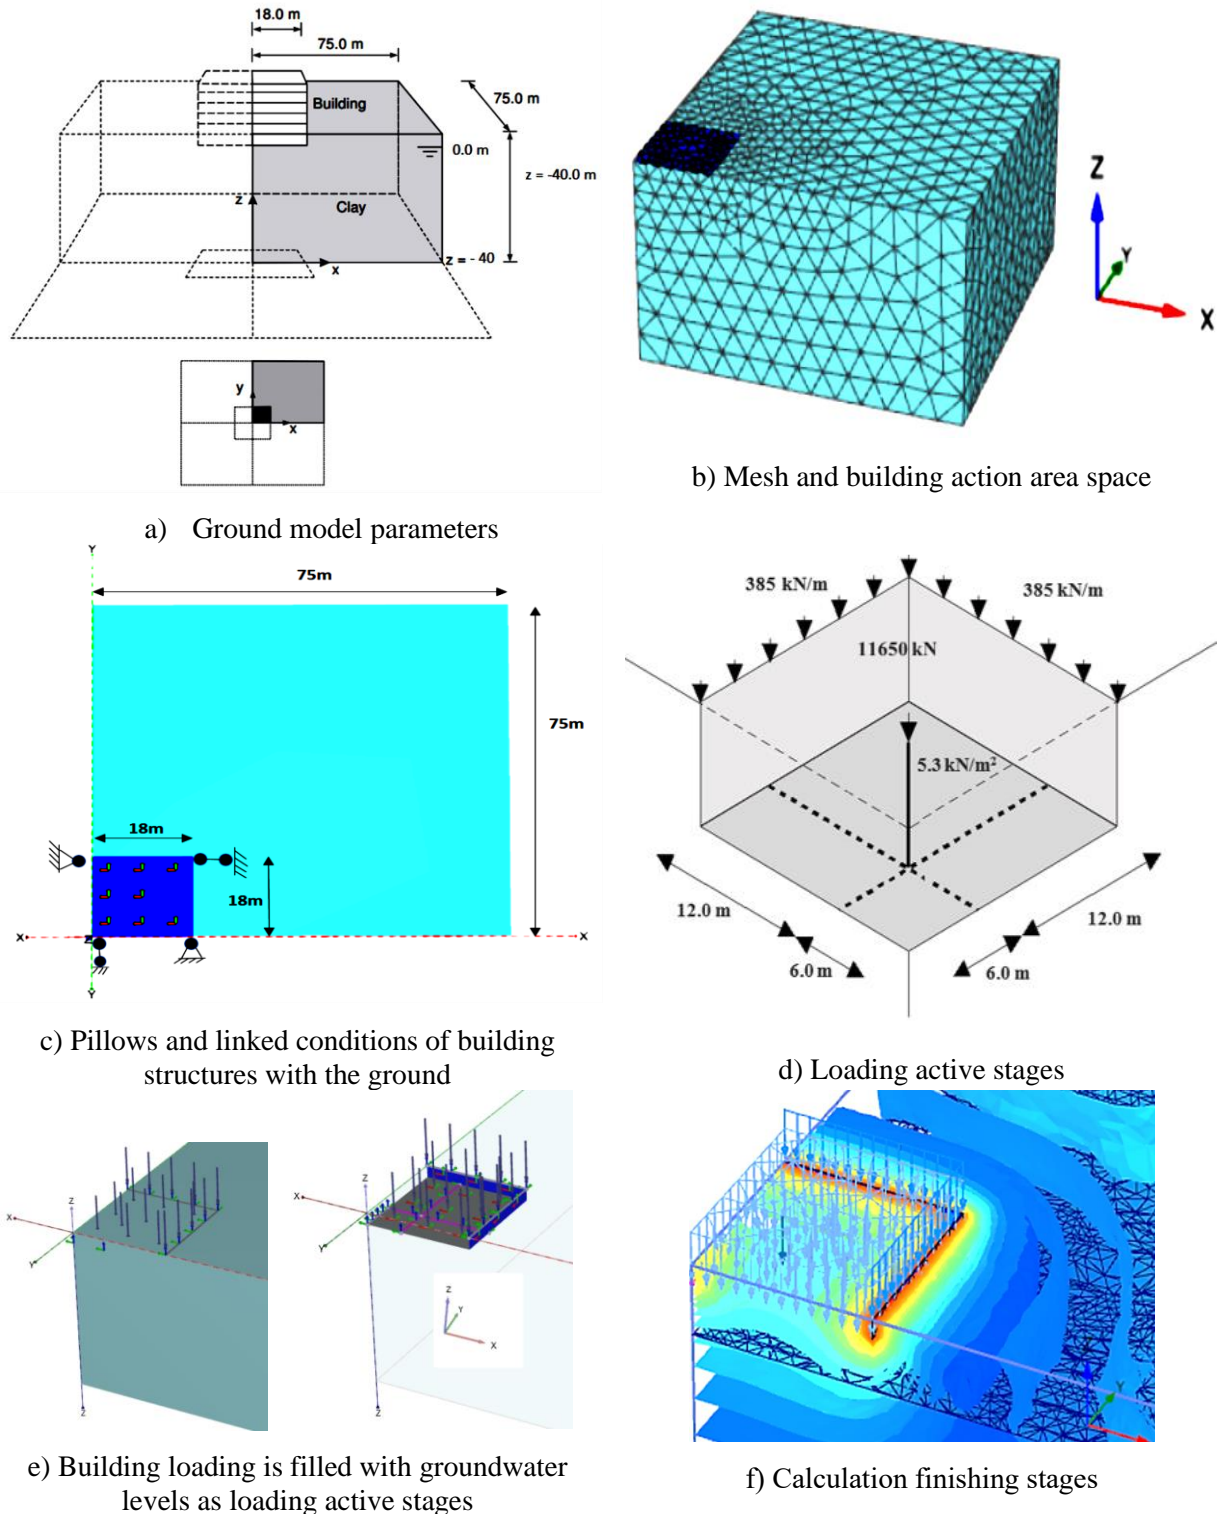 18.0 m
75.0 m
Building
75.0 m
0.0 m
z = -40.0 m
z
Clay
x
z = - 40
y
x
a) Ground model parameters
Z
Y
X
b) Mesh and building action area space
Y
75m
75m
18m
18m
X
Z
X
Y
c) Pillows and linked conditions of building
structures with the ground
385 kN/m
385 kN/m
11650 kN
5.3 kN/m²
12.0 m
12.0 m
6.0 m
6.0 m
d) Loading active stages
Z
X
Y
Z
Z
X
Y
Z
Y
X
Z
e) Building loading is filled with groundwater
levels as loading active stages
Y
f) Calculation finishing stages